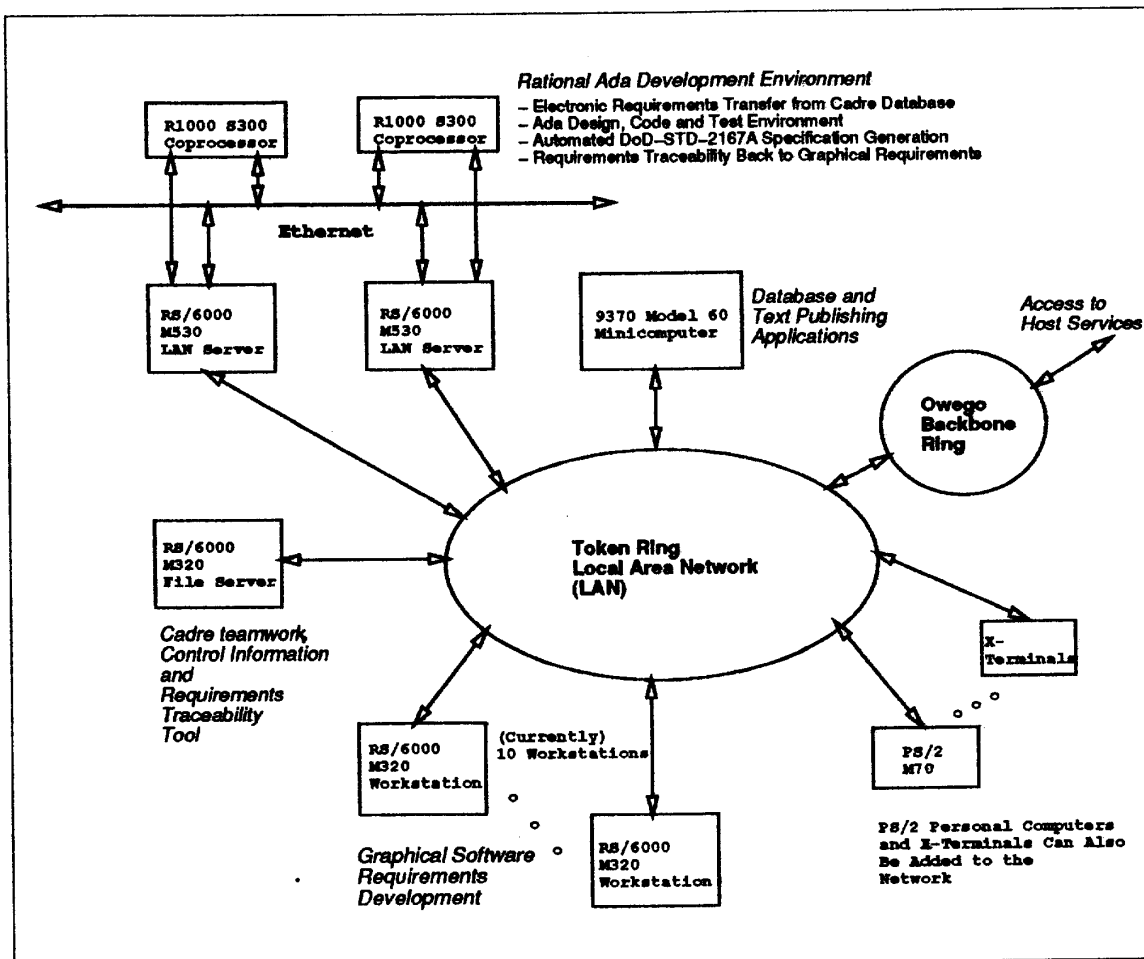 Rational Ada Development Environment
– Electronic Requirements Transfer from Cadre Database
– Ada Design, Code and Test Environment
– Automated DoD–STD–2167A Specification Generation
– Requirements Traceability Back to Graphical Requirements
R1000 S300
Coprocessor
R1000 S300
Coprocessor
Ethernet
RS/6000
M530
LAN Server
RS/6000
M530
LAN Server
9370 Model 60
Minicomputer
Database and
Text Publishing
Applications
Access to
Host Services
Owego
Backbone
Ring
Token Ring
Local Area Network
(LAN)
RS/6000
M320
File Server
Cadre teamwork,
Control Information
and
Requirements
Traceability
Tool
X-
Terminals
RS/6000
M320
Workstation
(Currently)
10 Workstations
PS/2
M70
Graphical Software
Requirements
Development
RS/6000
M320
Workstation
PS/2 Personal Computers
and X-Terminals Can Also
Be Added to the
Network